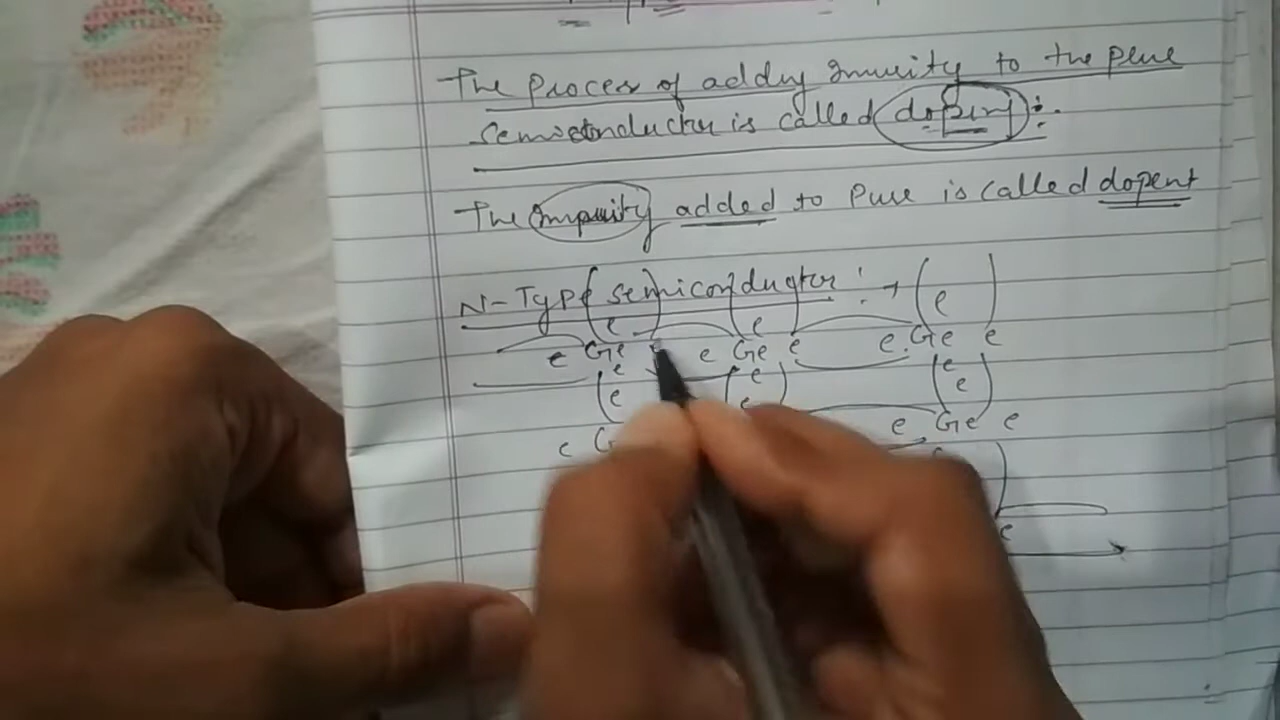 The process of adding impurity to the pure
semiconductor is called doping :-
The impurity added to pure is called dopent
N-Type semiconductor :→
e e e
e Ge e e Ge e e Ge e
e e e
e e e
e G e Ge e
e